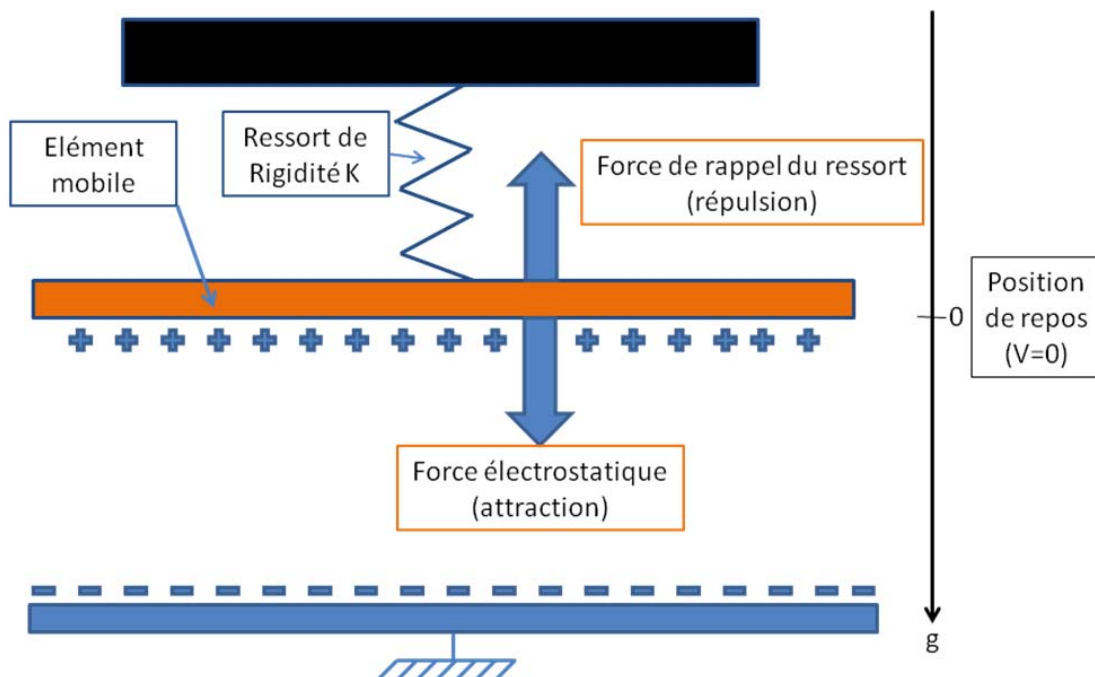 Elément
mobile
Ressort de
Rigidité K
Force de rappel du ressort
(répulsion)
0
Position
de repos
(V=0)
Force électrostatique
(attraction)
g